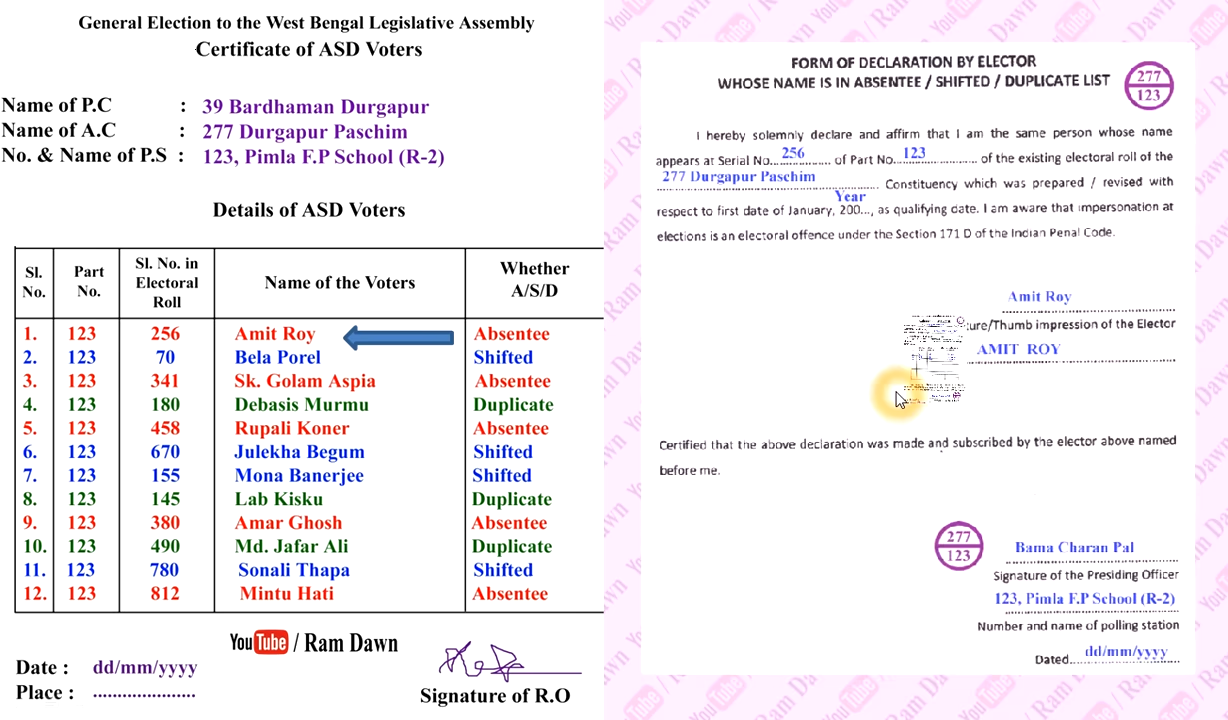 General Election to the West Bengal Legislative Assembly
Certificate of ASD Voters
Name of P.C : 39 Bardhaman Durgapur
Name of A.C : 277 Durgapur Paschim
No. & Name of P.S : 123, Pimla F.P School (R-2)
Details of ASD Voters
Sl. No. Part No. Sl. No. in Electoral Roll Name of the Voters Whether A/S/D
1. 123 256 Amit Roy Absentee
2. 123 70 Bela Porel Shifted
3. 123 341 Sk. Golam Aspia Absentee
4. 123 180 Debasis Murmu Duplicate
5. 123 458 Rupali Koner Absentee
6. 123 670 Julekha Begum Shifted
7. 123 155 Mona Banerjee Shifted
8. 123 145 Lab Kisku Duplicate
9. 123 380 Amar Ghosh Absentee
10. 123 490 Md. Jafar Ali Duplicate
11. 123 780 Sonali Thapa Shifted
12. 123 812 Mintu Hati Absentee
YouTube / Ram Dawn
Date : dd/mm/yyyy
Place : .....................
Signature of R.O
FORM OF DECLARATION BY ELECTOR
WHOSE NAME IS IN ABSENTEE / SHIFTED / DUPLICATE LIST
277
123
I hereby solemnly declare and affirm that I am the same person whose name
appears at Serial No... 256 ......... of Part No. 123 ............... of the existing electoral roll of the
277 Durgapur Paschim Constituency which was prepared / revised with
Year
respect to first date of January, 200..., as qualifying date. I am aware that impersonation at
elections is an electoral offence under the Section 171 D of the Indian Penal Code.
Amit Roy
ure/Thumb impression of the Elector
AMIT ROY
Certified that the above declaration was made and subscribed by the elector above named
before me.
277
123
Bama Charan Pal
Signature of the Presiding Officer
123, Pimla F.P School (R-2)
Number and name of polling station
Dated.... dd/mm/yyyy